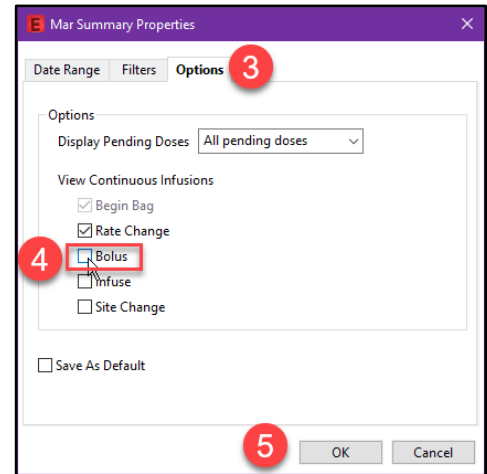 E Mar Summary Properties
Date Range Filters Options 3
Options
Display Pending Doses All pending doses
View Continuous Infusions
Begin Bag
Rate Change
4 Bolus
Infuse
Site Change
Save As Default
5 OK Cancel